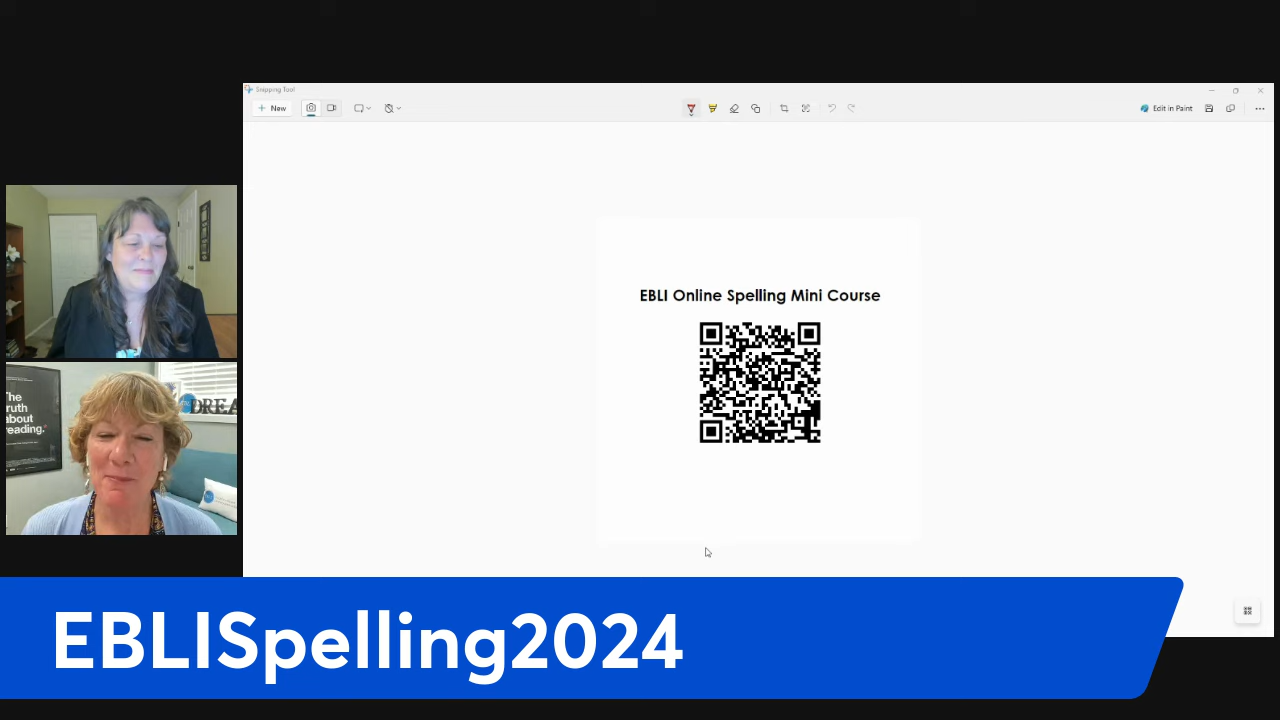 Snipping Tool
New
Edit in Paint
EBLI Online Spelling Mini Course
The
truth
about
reading.
DREA
EBLISpelling2024